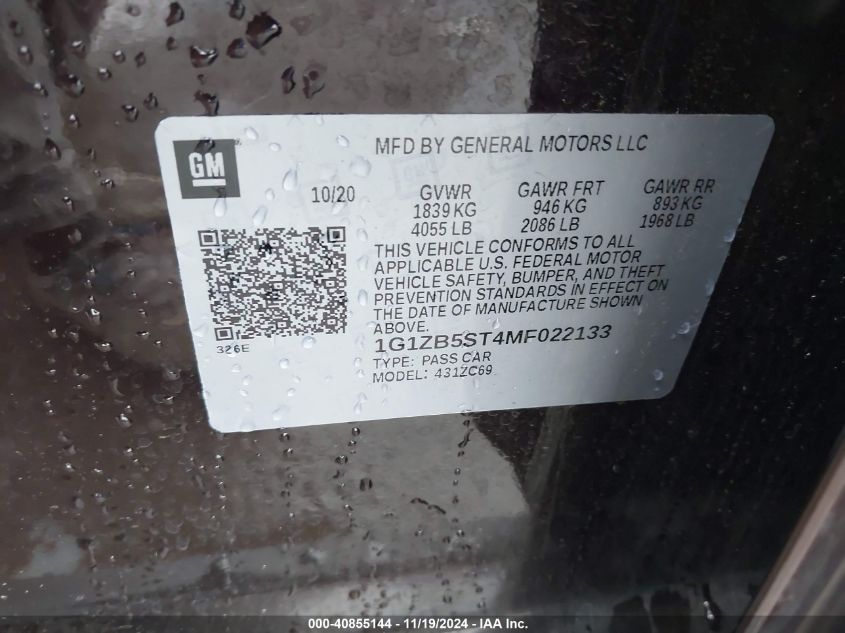 GM
MFD BY GENERAL MOTORS LLC
10/20
GVWR
1839 KG
4055 LB
GAWR FRT
946 KG
2086 LB
GAWR RR
893 KG
1968 LB
THIS VEHICLE CONFORMS TO ALL
APPLICABLE U.S. FEDERAL MOTOR
VEHICLE SAFETY, BUMPER, AND THEFT
PREVENTION STANDARDS IN EFFECT ON
THE DATE OF MANUFACTURE SHOWN
ABOVE.
326E
1G1ZB5ST4MF022133
TYPE: PASS CAR
MODEL: 431ZC69
000-40855144 - 11/19/2024 - IAA Inc.